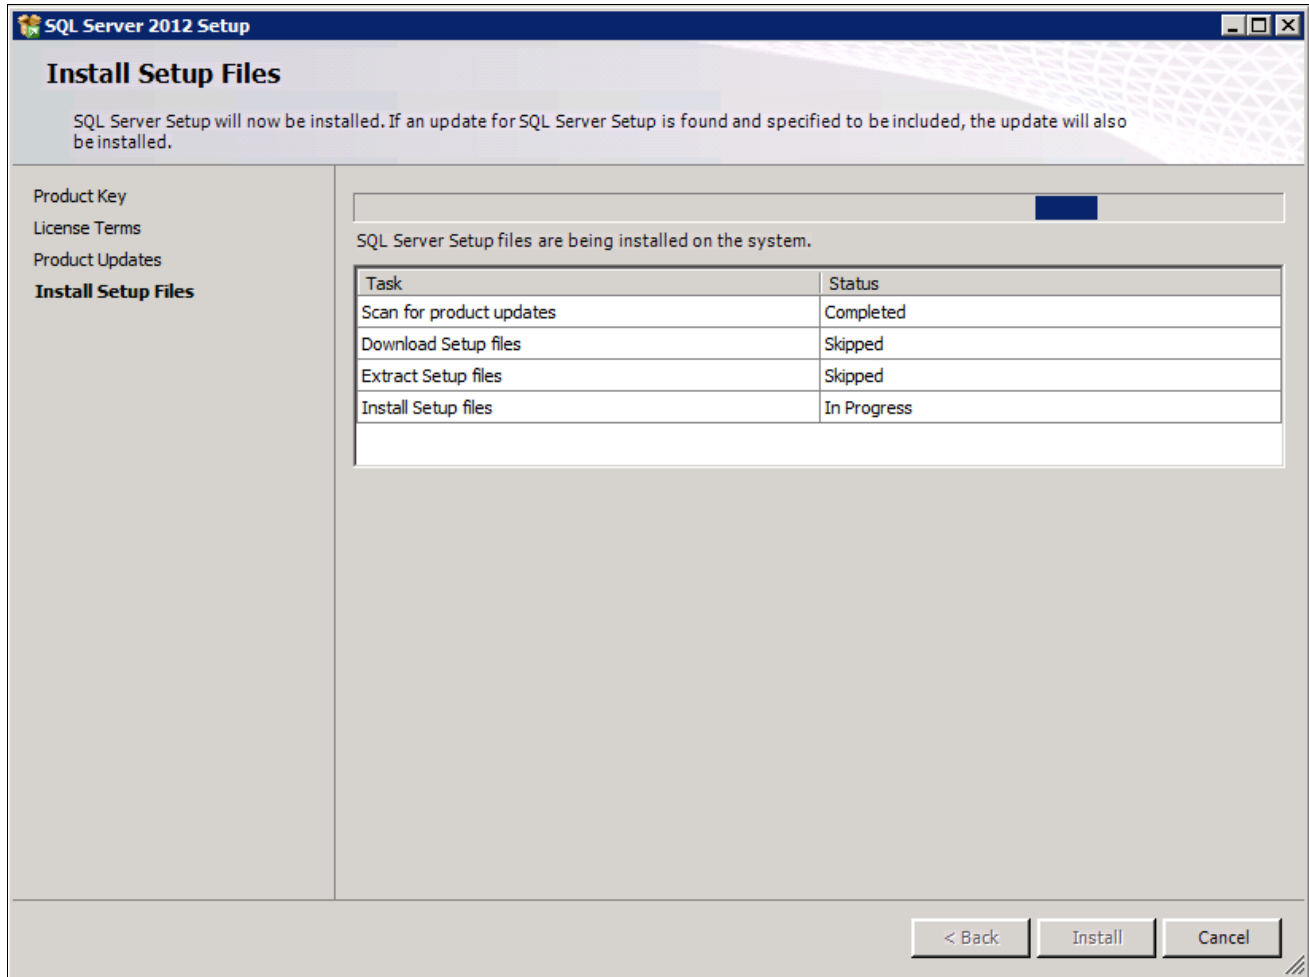 SQL Server 2012 Setup
Install Setup Files
SQL Server Setup will now be installed. If an update for SQL Server Setup is found and specified to be included, the update will also
be installed.
Product Key
License Terms
Product Updates
Install Setup Files
SQL Server Setup files are being installed on the system.
Task Status
Scan for product updates Completed
Download Setup files Skipped
Extract Setup files Skipped
Install Setup files In Progress
< Back Install Cancel